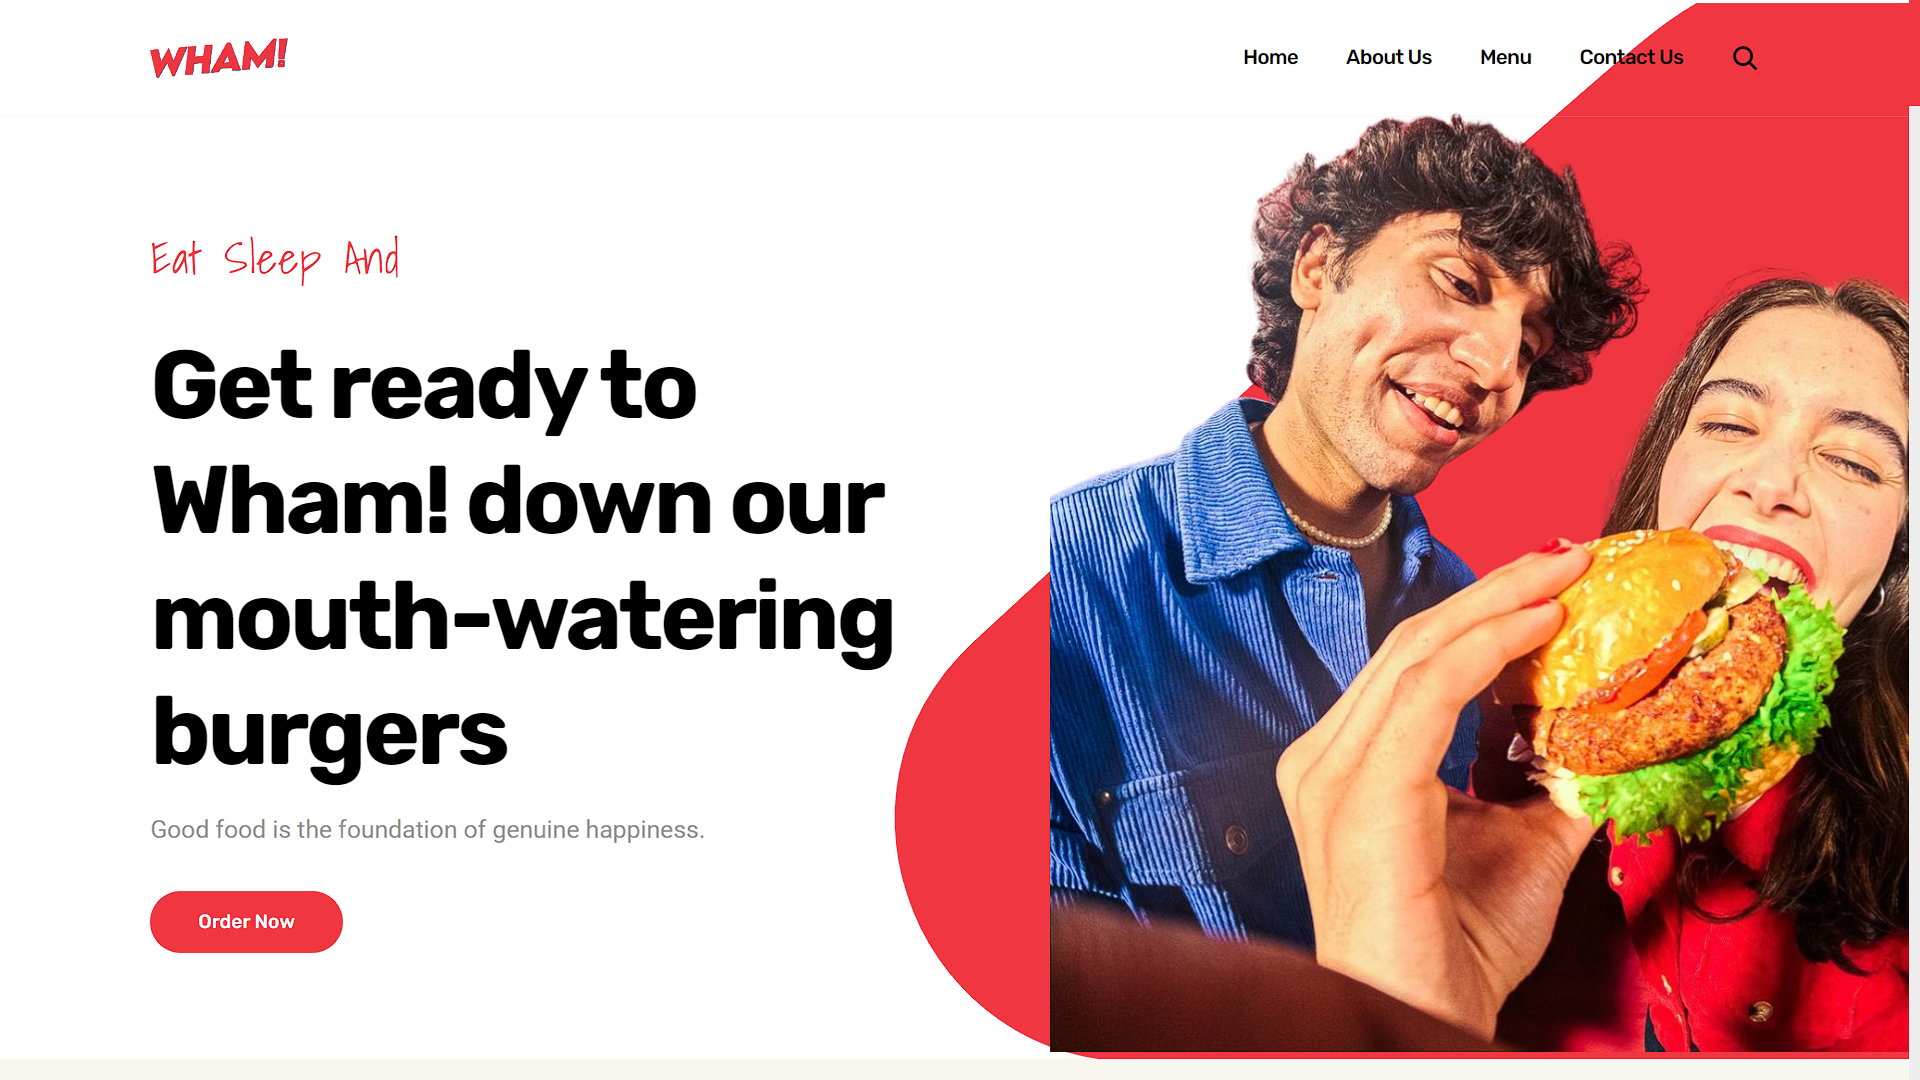 WHAM!
Home
About Us
Menu
Contact Us
Eat Sleep And
Get ready to
Wham! down our
mouth-watering
burgers
Good food is the foundation of genuine happiness.
Order Now